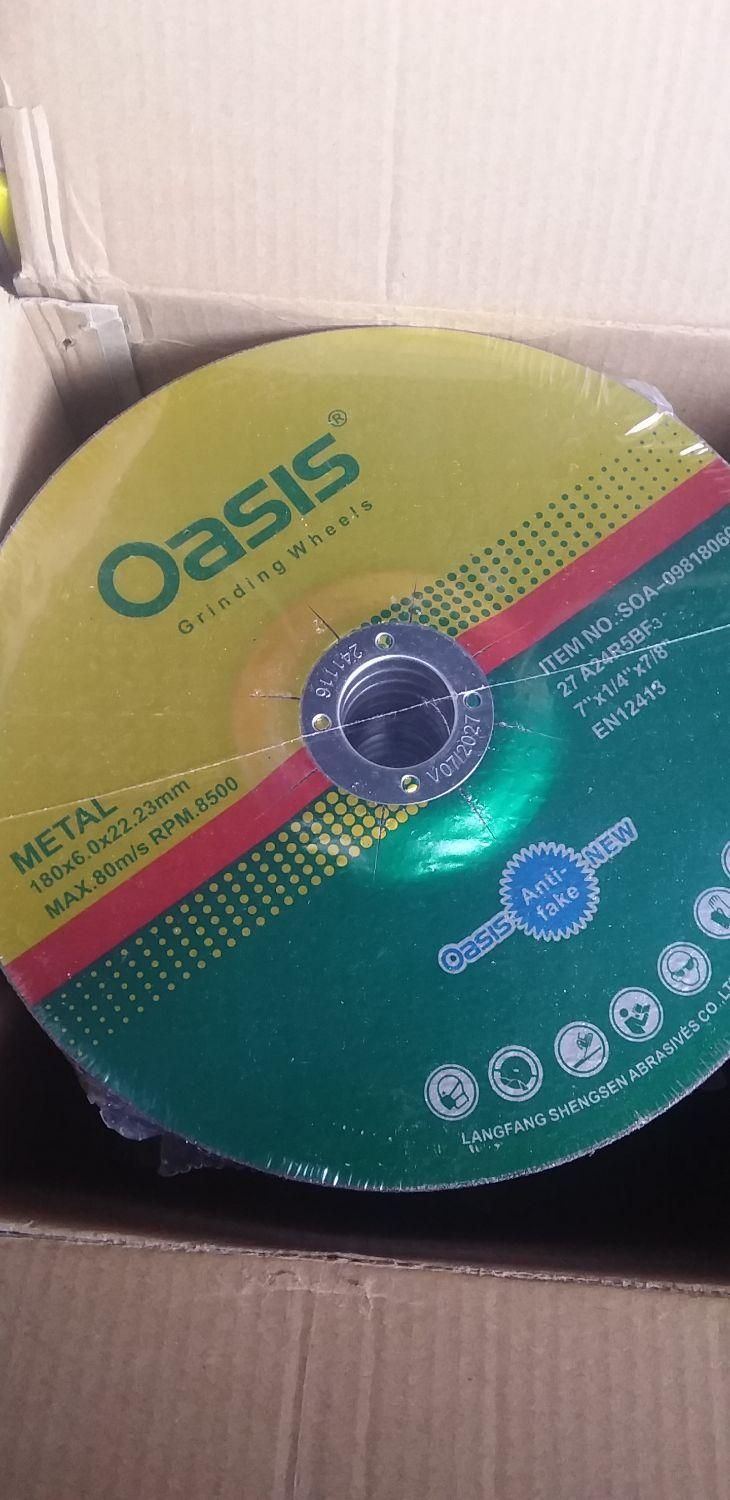 Oasis®
Grinding Wheels
241116
V07/2027
METAL
180x6.0x22.23mm
MAX.80m/s RPM.8500
ITEM NO.:SOA-0981806
27 A24R5BF3
7"x1/4"x7/8"
EN12413
Oasis Anti-fake NEW
LANGFANG SHENGSEN ABRASIVES CO.,LT